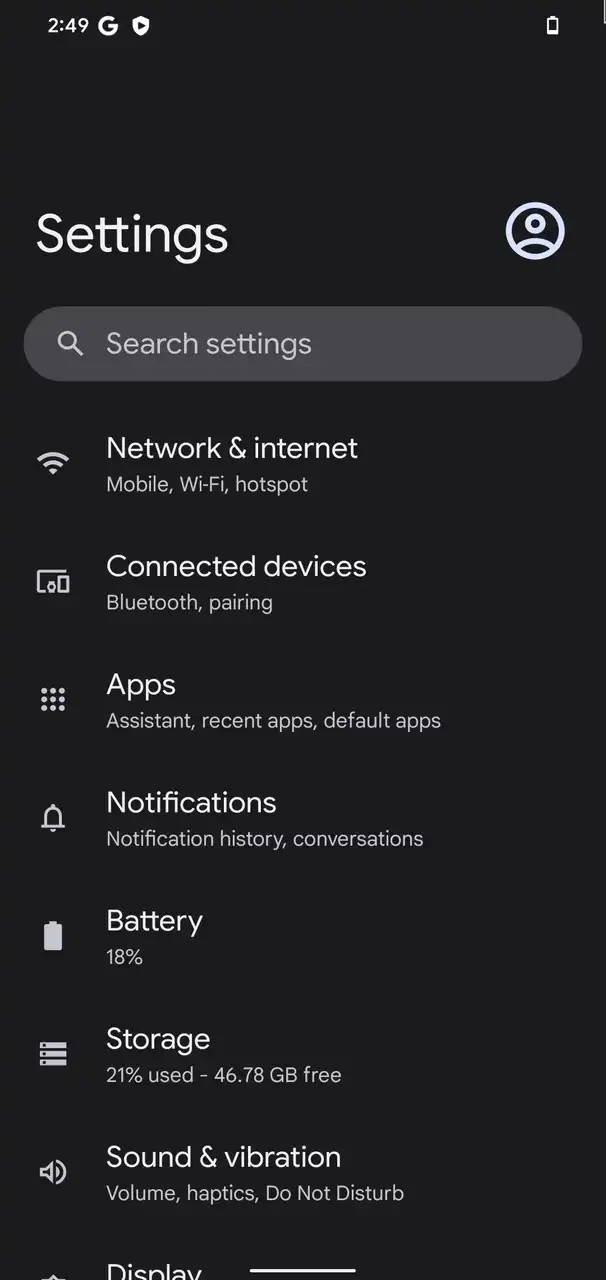 2:49
Settings
Search settings
Network & internet
Mobile, Wi-Fi, hotspot
Connected devices
Bluetooth, pairing
Apps
Assistant, recent apps, default apps
Notifications
Notification history, conversations
Battery
18%
Storage
21% used - 46.78 GB free
Sound & vibration
Volume, haptics, Do Not Disturb
Display